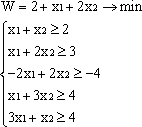 W = 2 + x1 + 2x2 → min
x1 + x2 ≥ 2
x1 + 2x2 ≥ 3
−2x1 + 2x2 ≥ −4
x1 + 3x2 ≥ 4
3x1 + x2 ≥ 4